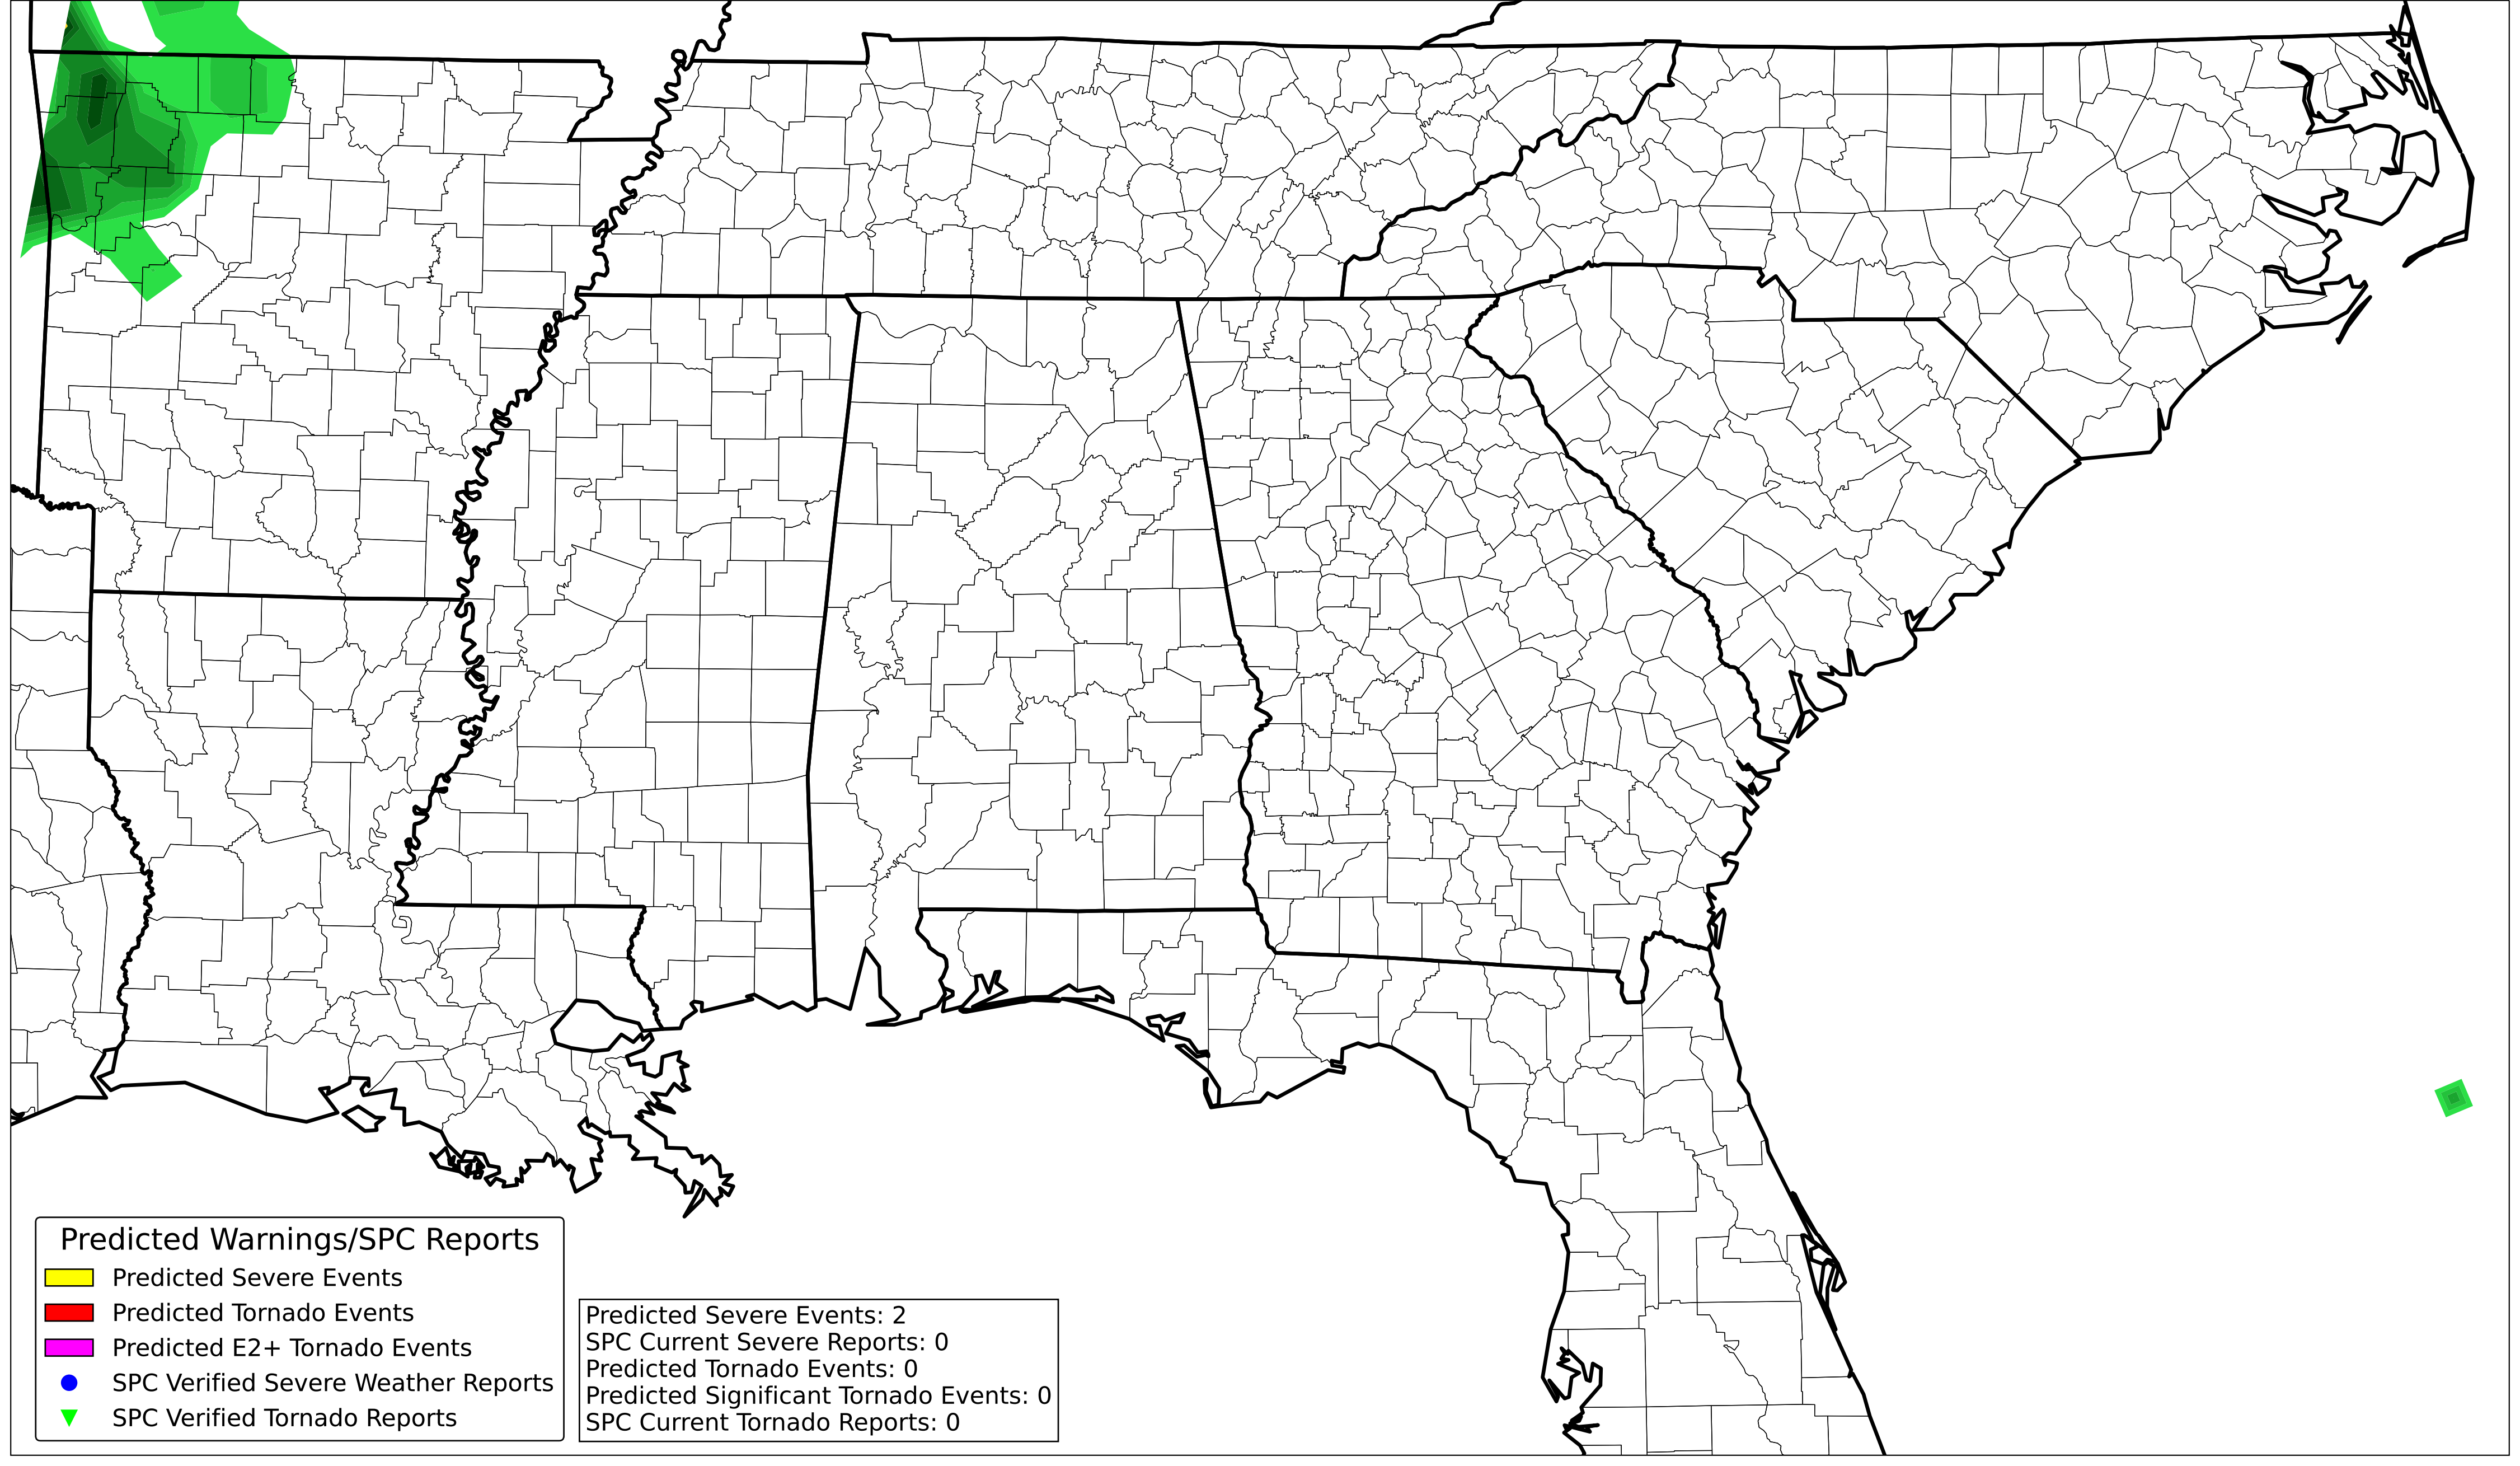 Predicted Warnings/SPC Reports
Predicted Severe Events
Predicted Tornado Events
Predicted E2+ Tornado Events
SPC Verified Severe Weather Reports
SPC Verified Tornado Reports
Predicted Severe Events: 2
SPC Current Severe Reports: 0
Predicted Tornado Events: 0
Predicted Significant Tornado Events: 0
SPC Current Tornado Reports: 0